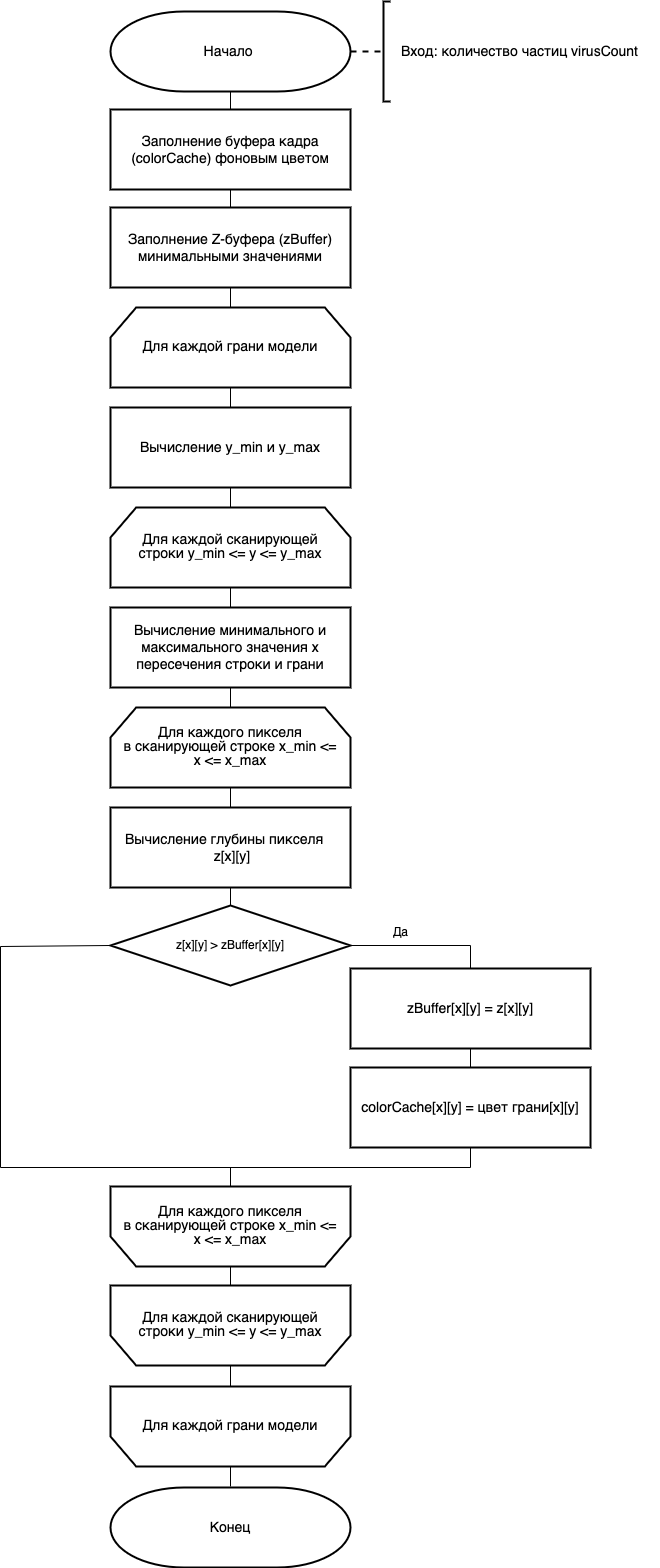 Начало
Вход: количество частиц virusCount
Заполнение буфера кадра
(colorCache) фоновым цветом
Заполнение Z-буфера (zBuffer)
минимальными значениями
Для каждой грани модели
Вычисление y_min и y_max
Для каждой сканирующей
строки y_min <= y <= y_max
Вычисление минимального и
максимального значения x
пересечения строки и грани
Для каждого пикселя
в сканирующей строке x_min <=
x <= x_max
Вычисление глубины пикселя
z[x][y]
z[x][y] > zBuffer[x][y]
Да
zBuffer[x][y] = z[x][y]
colorCache[x][y] = цвет грани[x][y]
Для каждого пикселя
в сканирующей строке x_min <=
x <= x_max
Для каждой сканирующей
строки y_min <= y <= y_max
Для каждой грани модели
Конец